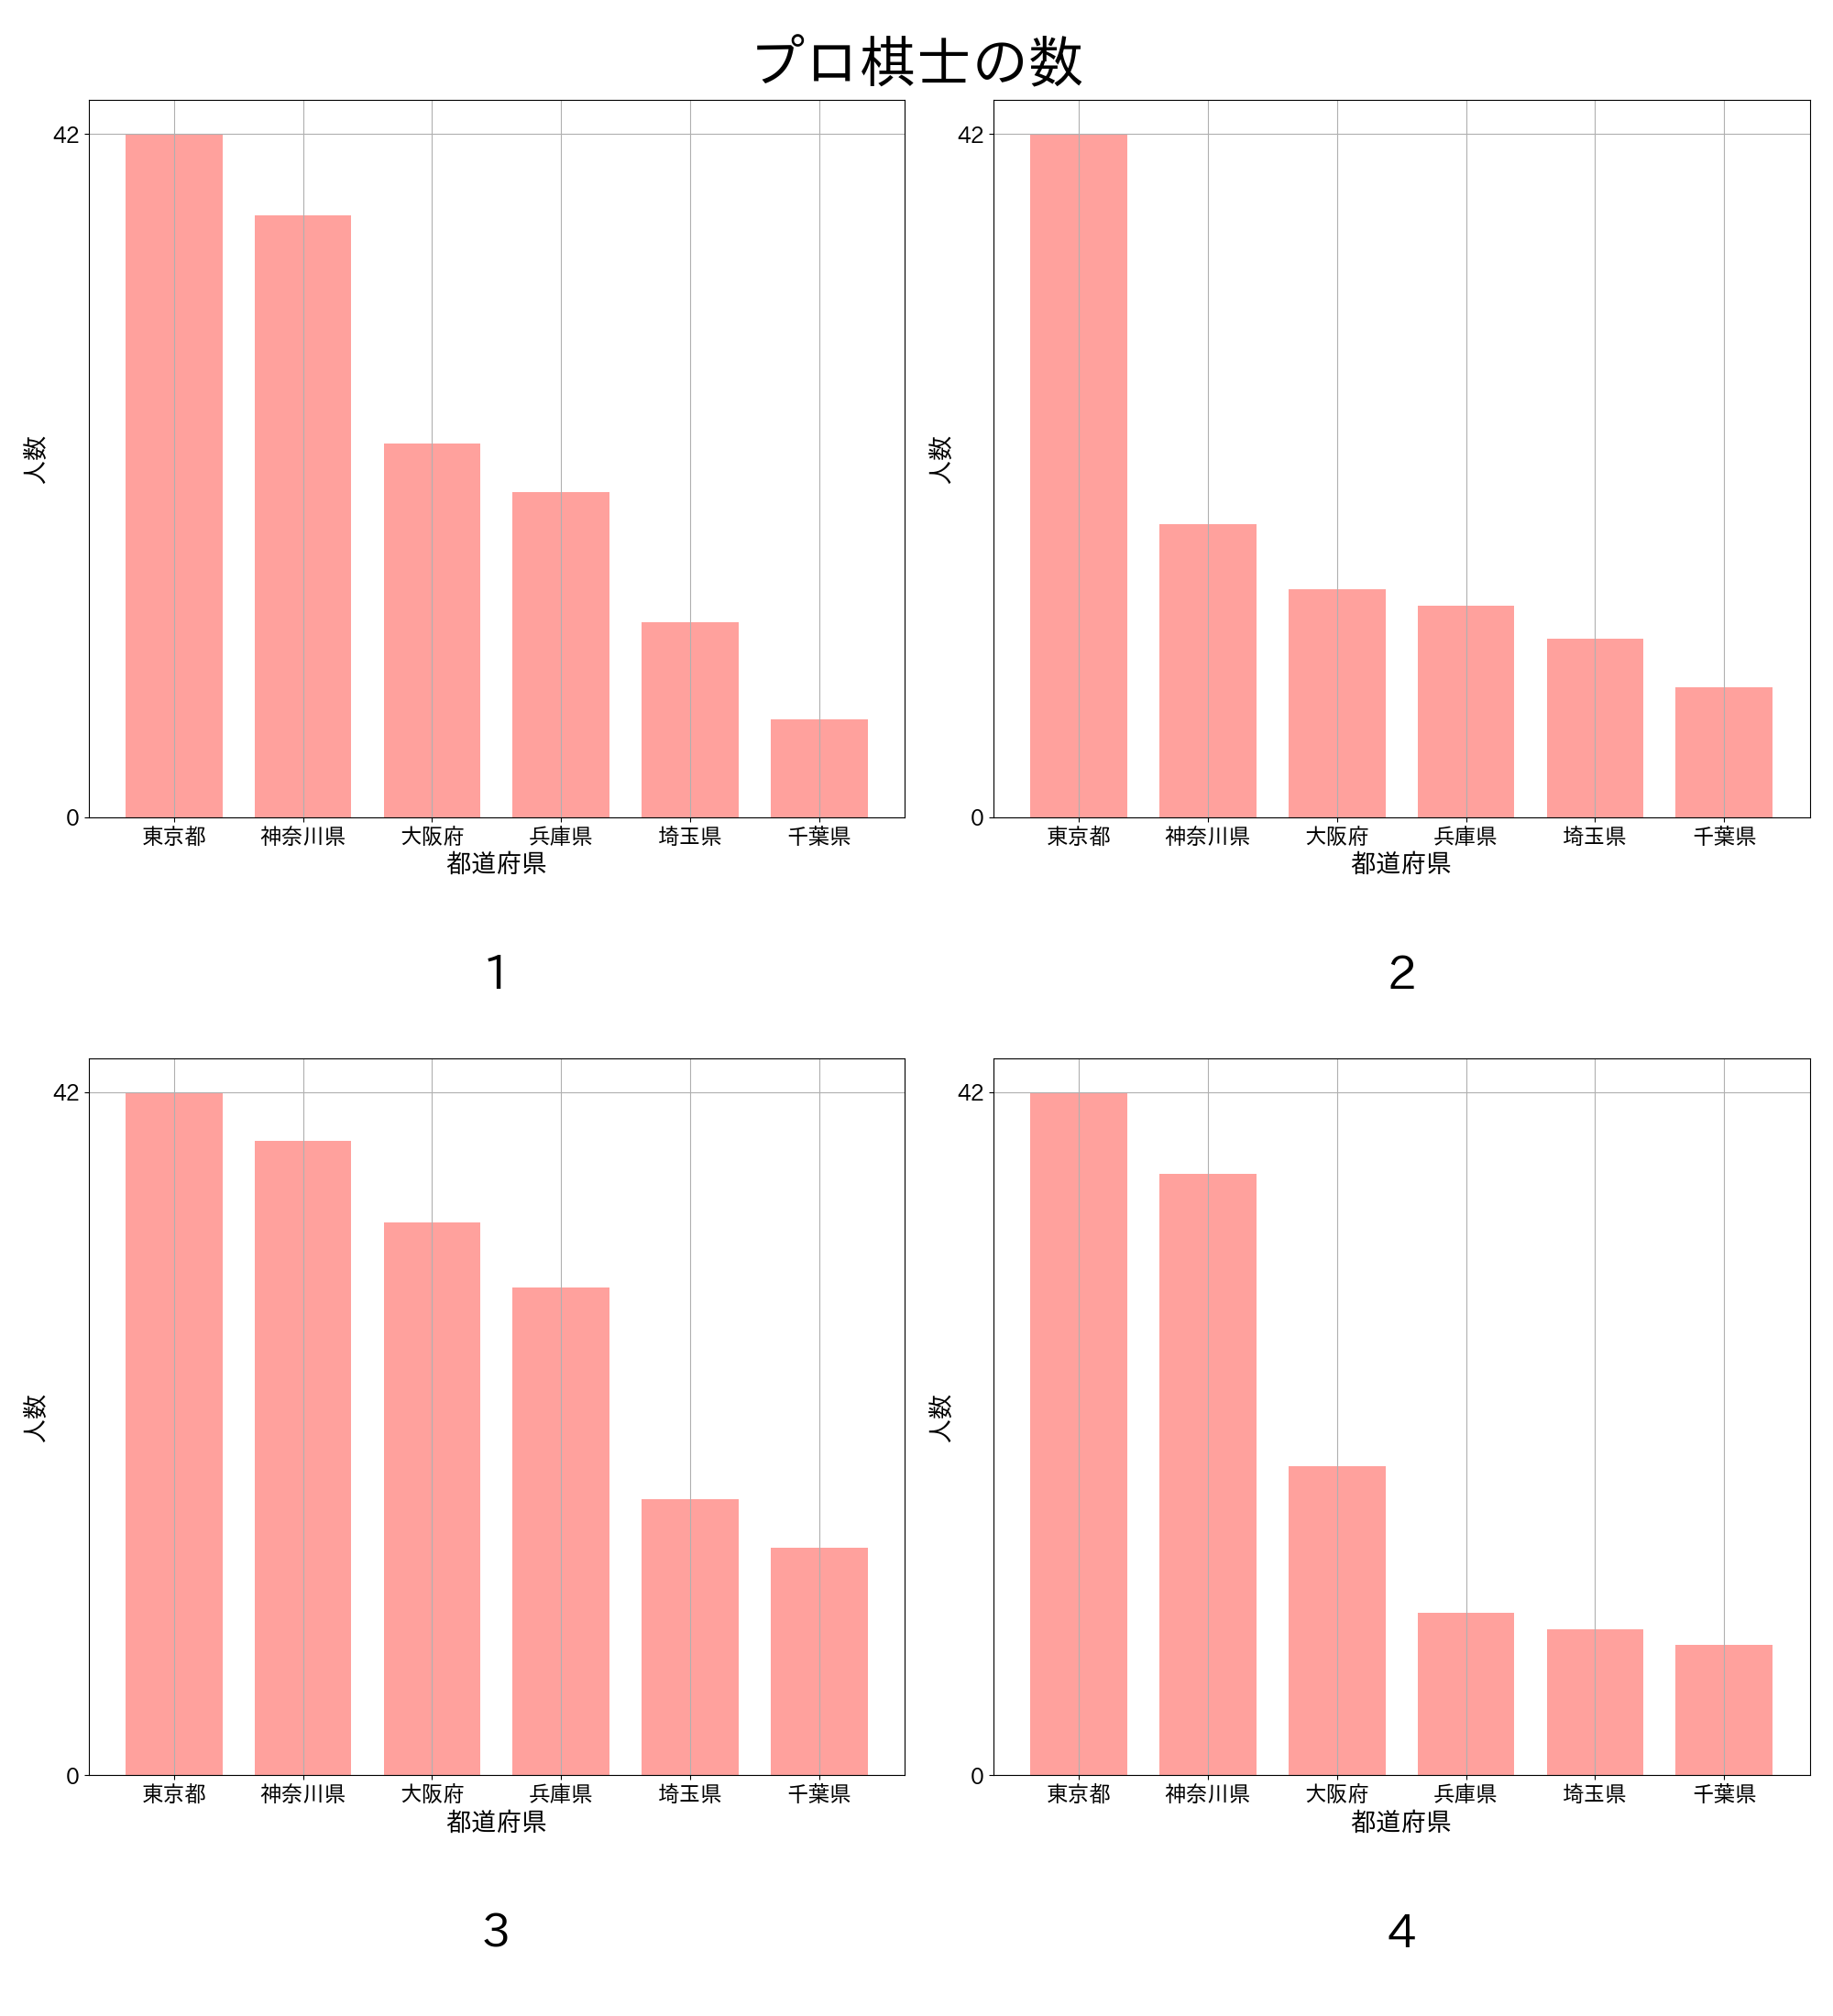 プロ棋士の数
42
人数
0
東京都 神奈川県 大阪府 兵庫県 埼玉県 千葉県
都道府県
1
42
人数
0
東京都 神奈川県 大阪府 兵庫県 埼玉県 千葉県
都道府県
2
42
人数
0
東京都 神奈川県 大阪府 兵庫県 埼玉県 千葉県
都道府県
3
42
人数
0
東京都 神奈川県 大阪府 兵庫県 埼玉県 千葉県
都道府県
4